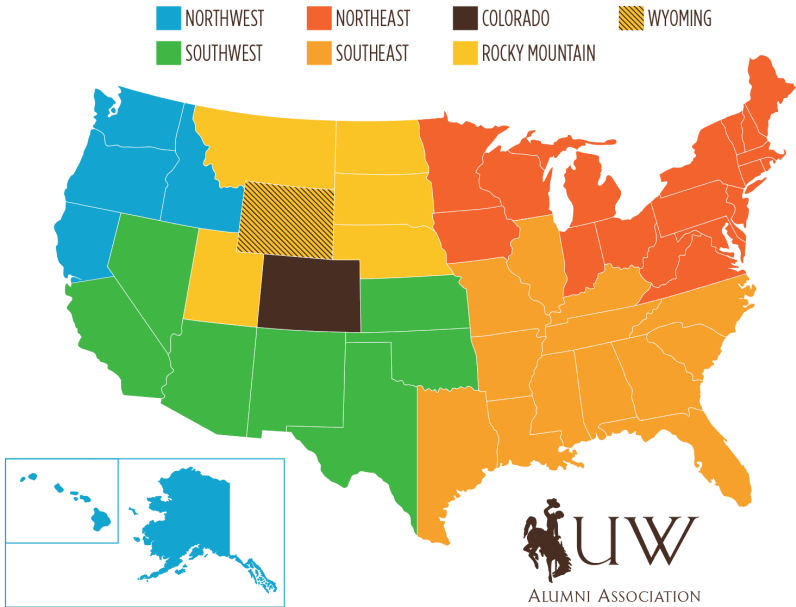 NORTHWEST
NORTHEAST
COLORADO
WYOMING
SOUTHWEST
SOUTHEAST
ROCKY MOUNTAIN
UW
ALUMNI ASSOCIATION